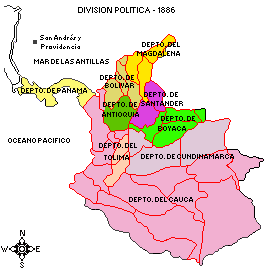 DIVISION POLITICA - 1886
San Andrés y
Providencia
MAR DE LAS ANTILLAS
DEPTO. DEL
MAGDALENA
DEPTO. DE
BOLIVAR
DEPTO. DE PANAMA
DEPTO. DE
SANTANDER
DEPTO. DE
ANTIOQUIA
DEPTO. DE
BOYACA
OCEANO PACIFICO
DEPTO. DEL
TOLIMA
DEPTO. DE CUNDINAMARCA
DEPTO. DEL CAUCA
N
W
E
S